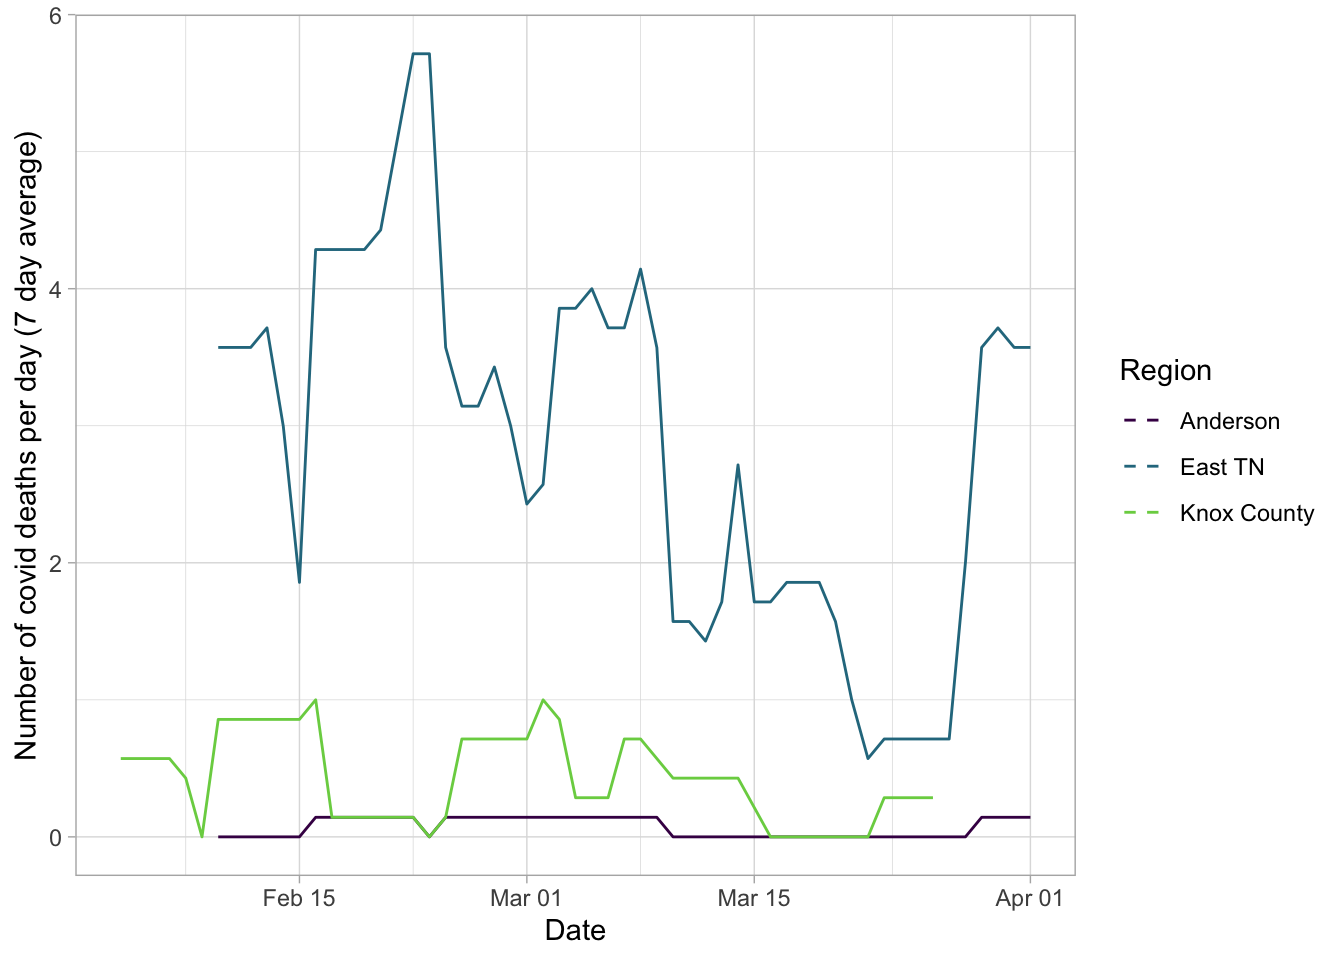 Number of covid deaths per day (7 day average)
6
4
2
0
Feb 15
Mar 01
Mar 15
Apr 01
Date
Region
Anderson
East TN
Knox County